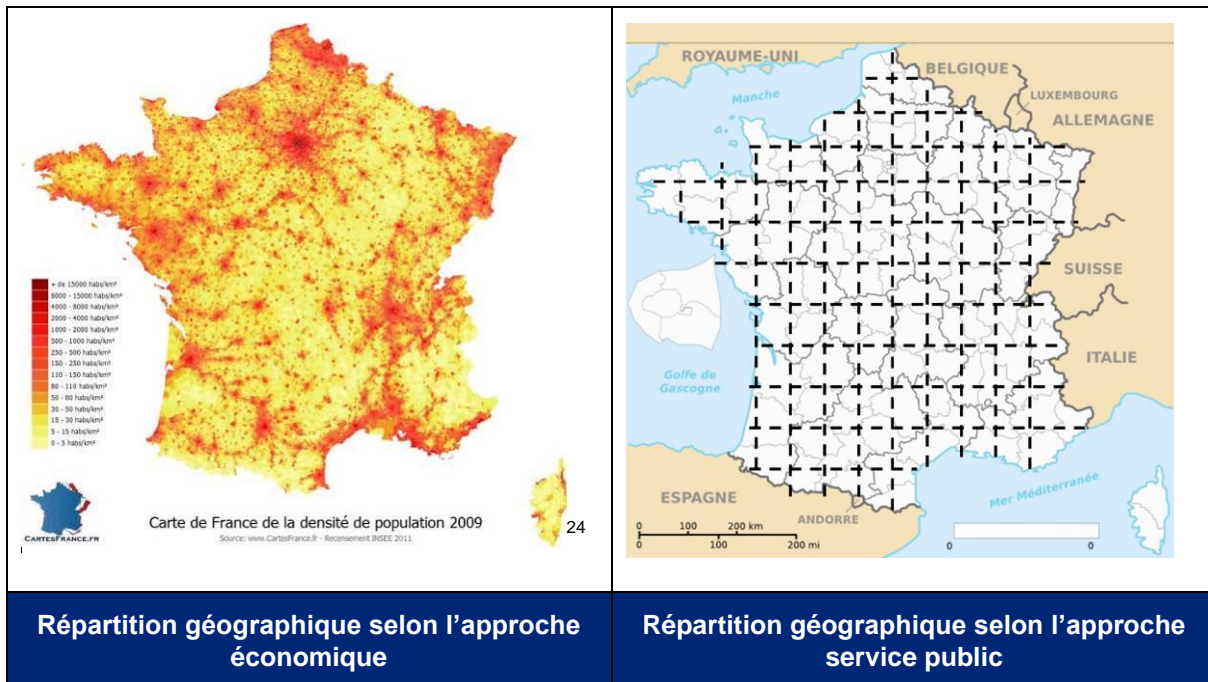 + de 15000 habs/km²
8000 - 15000 habs/km²
4000 - 8000 habs/km²
2000 - 4000 habs/km²
1000 - 2000 habs/km²
500 - 1000 habs/km²
250 - 500 habs/km²
150 - 250 habs/km²
110 - 150 habs/km²
80 - 110 habs/km²
50 - 80 habs/km²
30 - 50 habs/km²
15 - 30 habs/km²
5 - 15 habs/km²
0 - 5 habs/km²
CARTESFRANCE.FR
Carte de France de la densité de population 2009
Source: www.CartesFrance.fr - Recensement INSEE 2011
24
ROYAUME-UNI
BELGIQUE
Manche
LUXEMBOURG
ALLEMAGNE
SUISSE
ITALIE
Golfe de
Gascogne
ESPAGNE
ANDORRE
Mer Méditerranée
0 100 200 km
0 100 200 mi
0 0
Répartition géographique selon l’approche
économique
Répartition géographique selon l’approche
service public